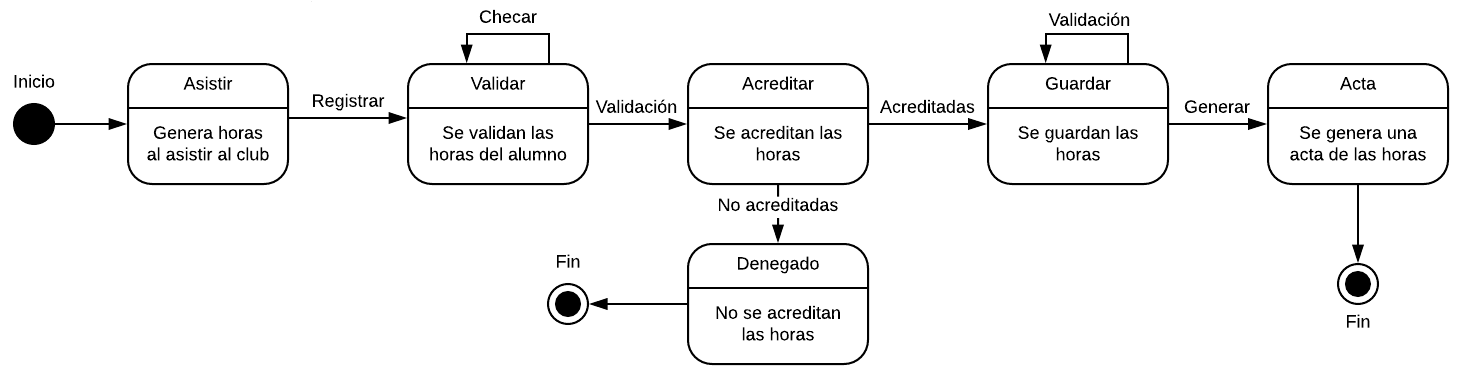 Inicio
Asistir
Genera horas
al asistir al club
Registrar
Checar
Validar
Se validan las
horas del alumno
Validación
Acreditar
Se acreditan las
horas
Acreditadas
Validación
Guardar
Se guardan las
horas
Generar
Acta
Se genera una
acta de las horas
No acreditadas
Denegado
No se acreditan
las horas
Fin
Fin